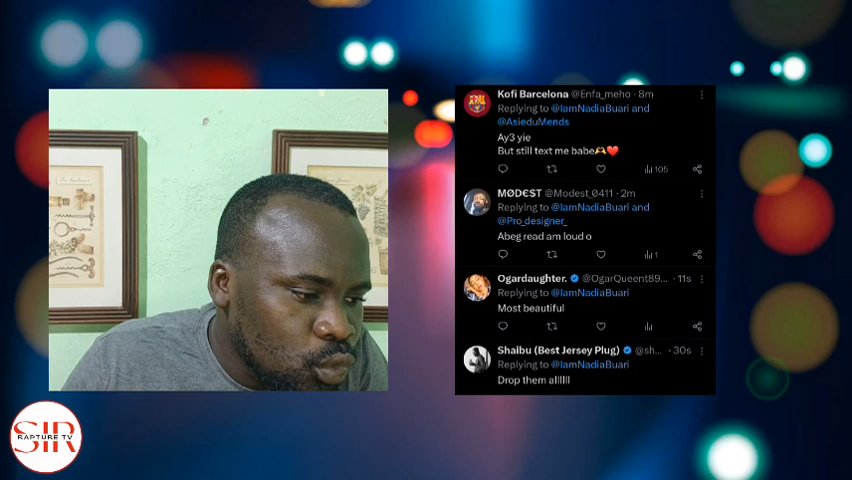 Kofi Barcelona @Enfa_meho · 8m
Replying to @IamNadiaBuari and
@AsieduMends
Ay3 yie
But still text me babe🫶❤️
105
MØD€$T @Modest_0411 · 2m
Replying to @IamNadiaBuari and
@Pro_designer_
Abeg read am loud o
1
Ogardaughter. @OgarQueent89... · 11s
Replying to @IamNadiaBuari
Most beautiful
Shaibu (Best Jersey Plug) @sh... · 30s
Replying to @IamNadiaBuari
Drop them allllll
SIR
RAPTURE TV